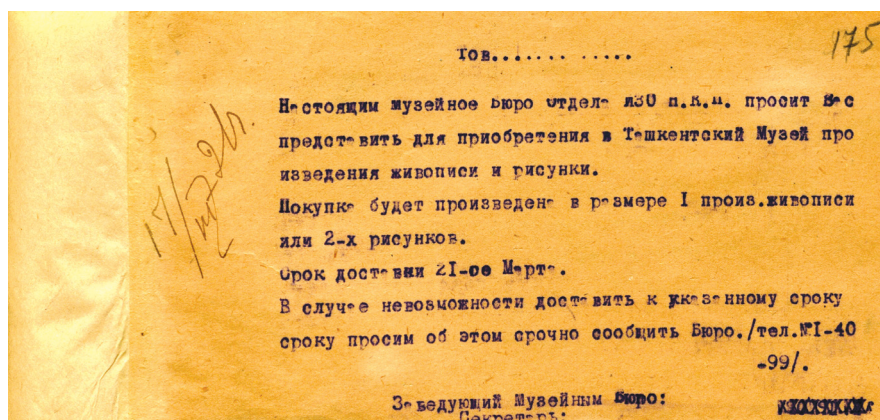 175
Тов.............
Настоящим Музейное Бюро Отдела ИЗО Н.К.П. просит Вас
представить для приобретения в Ташкентский Музей про
изведения живописи и рисунки.
Покупка будет произведена в размере I произ.живописи
или 2-х рисунков.
Срок доставки 21-ое Марта.
В случае невозможности доставить к указанному сроку
сроку просим об этом срочно сообщить Бюро./тел.№I-40
-99/.
Заведующий Музейным Бюро:
Секретарь: